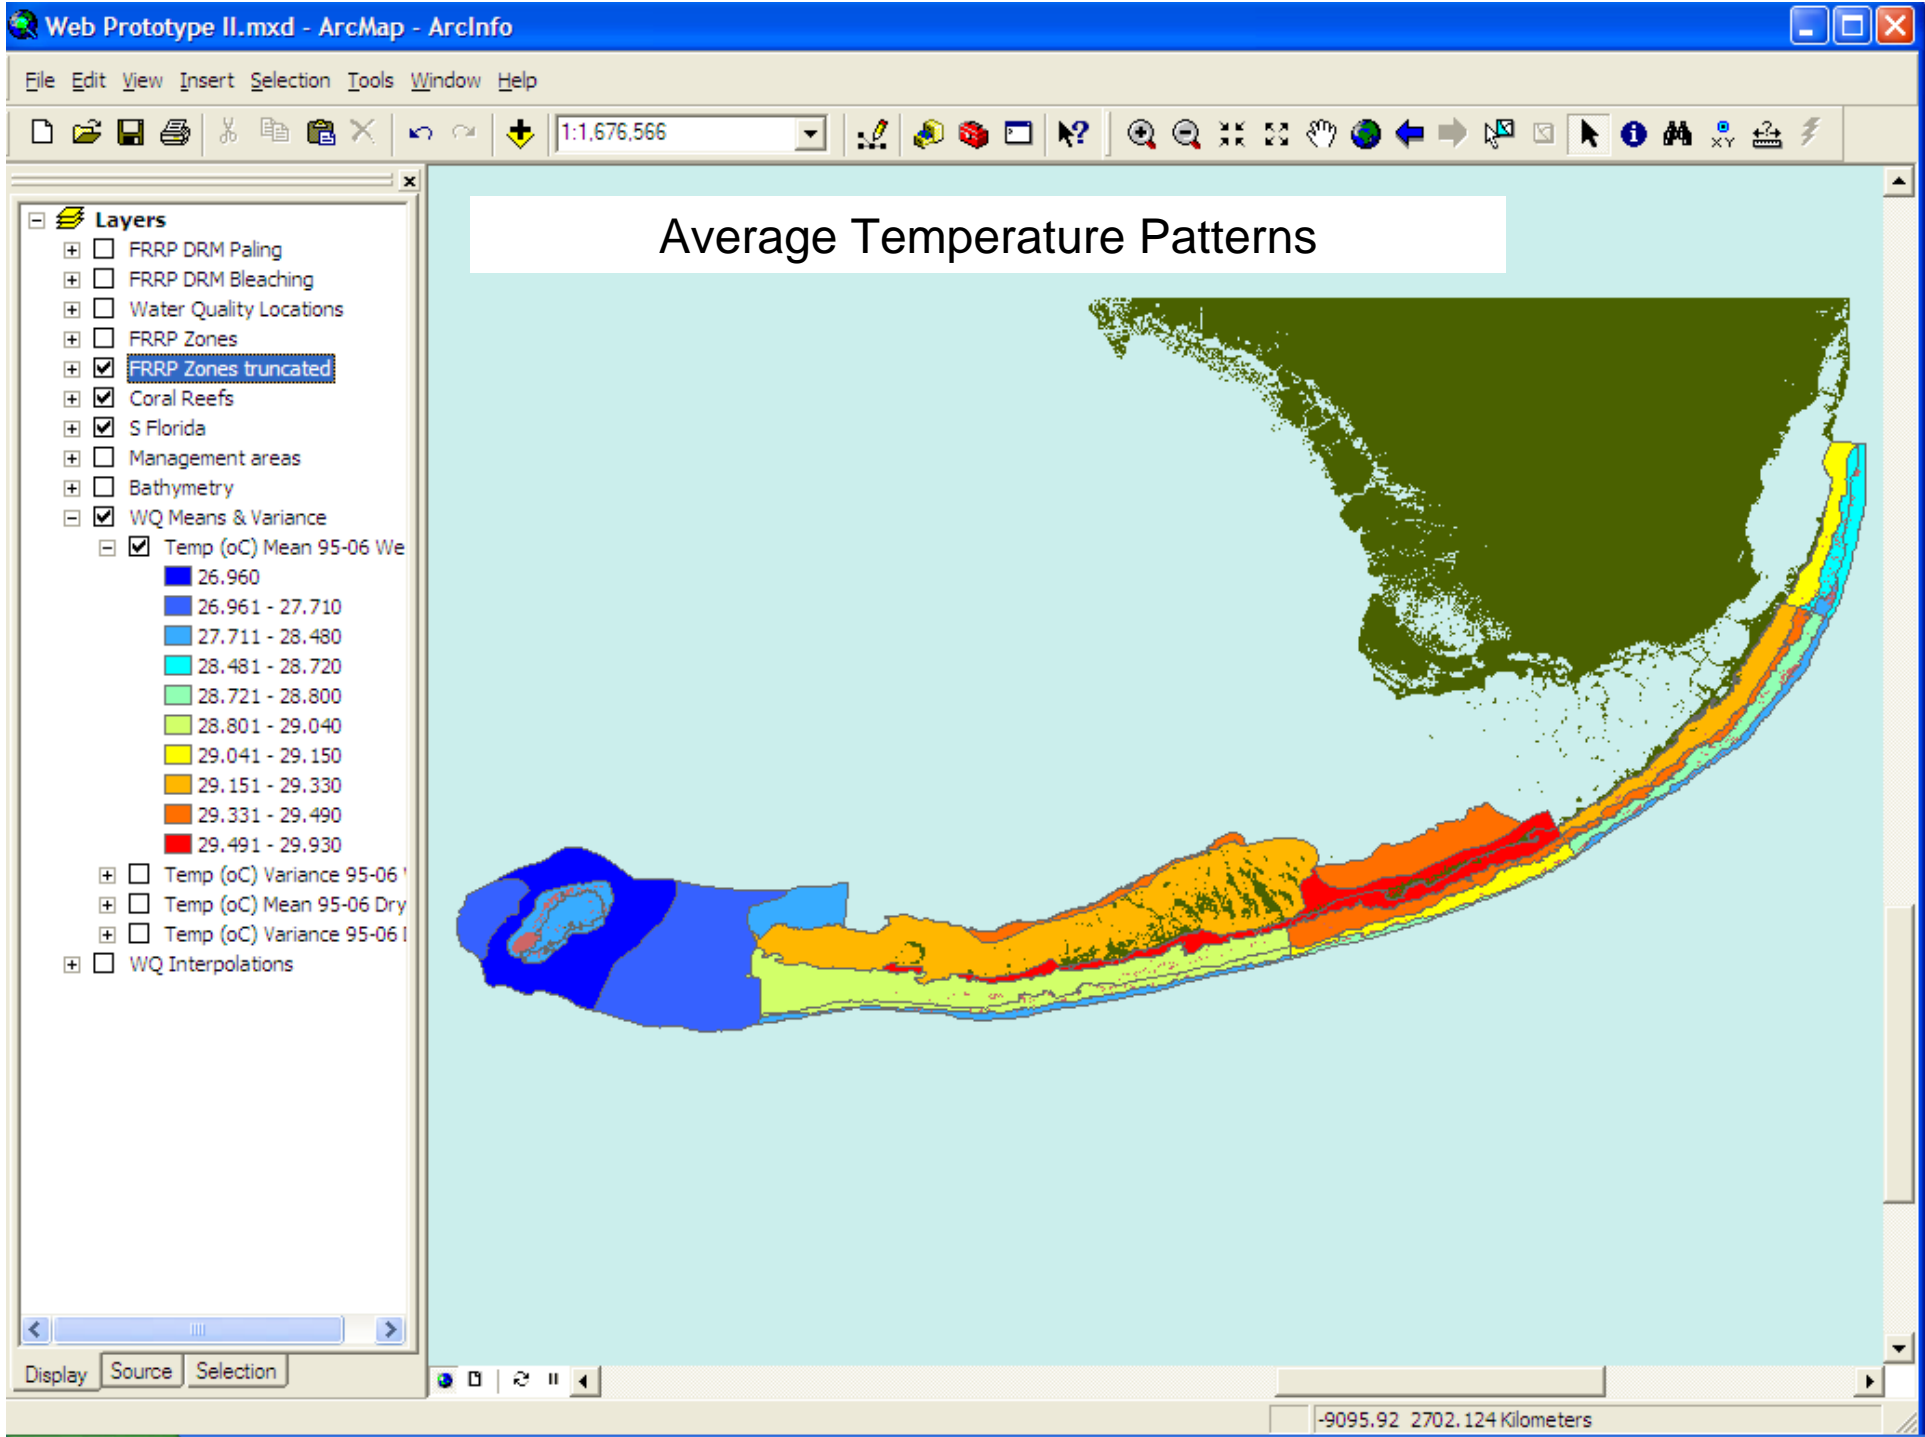 Web Prototype II.mxd - ArcMap - ArcInfo
File Edit View Insert Selection Tools Window Help
1:1,676,566
Layers
FRRP DRM Paling
FRRP DRM Bleaching
Water Quality Locations
FRRP Zones
FRRP Zones truncated
Coral Reefs
S Florida
Management areas
Bathymetry
WQ Means & Variance
Temp (oC) Mean 95-06 We
26.960
26.961 - 27.710
27.711 - 28.480
28.481 - 28.720
28.721 - 28.800
28.801 - 29.040
29.041 - 29.150
29.151 - 29.330
29.331 - 29.490
29.491 - 29.930
Temp (oC) Variance 95-06
Temp (oC) Mean 95-06 Dry
Temp (oC) Variance 95-06
WQ Interpolations
Average Temperature Patterns
Display Source Selection
-9095.92 2702.124 Kilometers